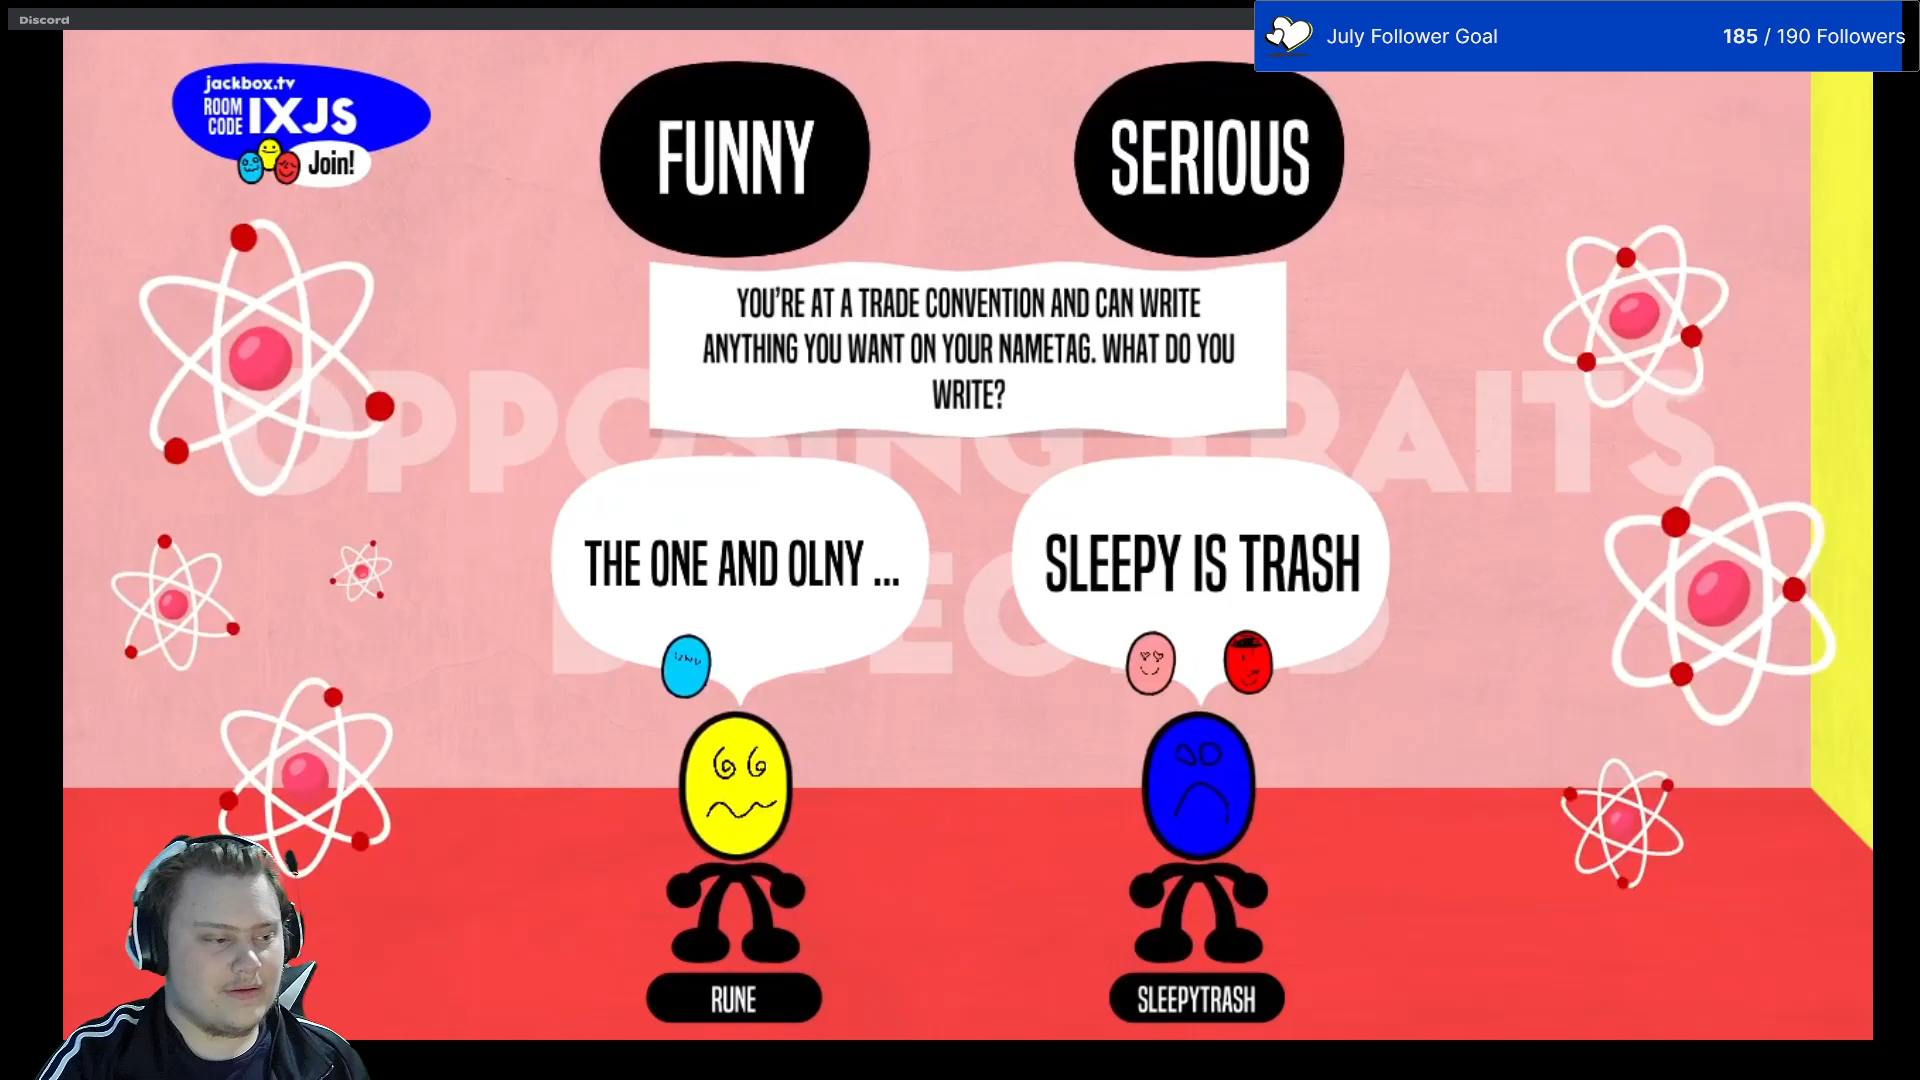 Discord
July Follower Goal
185 / 190 Followers
jackbox.tv
ROOM CODE IXJS
Join!
FUNNY
SERIOUS
YOU'RE AT A TRADE CONVENTION AND CAN WRITE
ANYTHING YOU WANT ON YOUR NAMETAG. WHAT DO YOU
WRITE?
OPPOSING TRAITS
THE ONE AND OLNY ...
SLEEPY IS TRASH
RUNE
SLEEPYTRASH